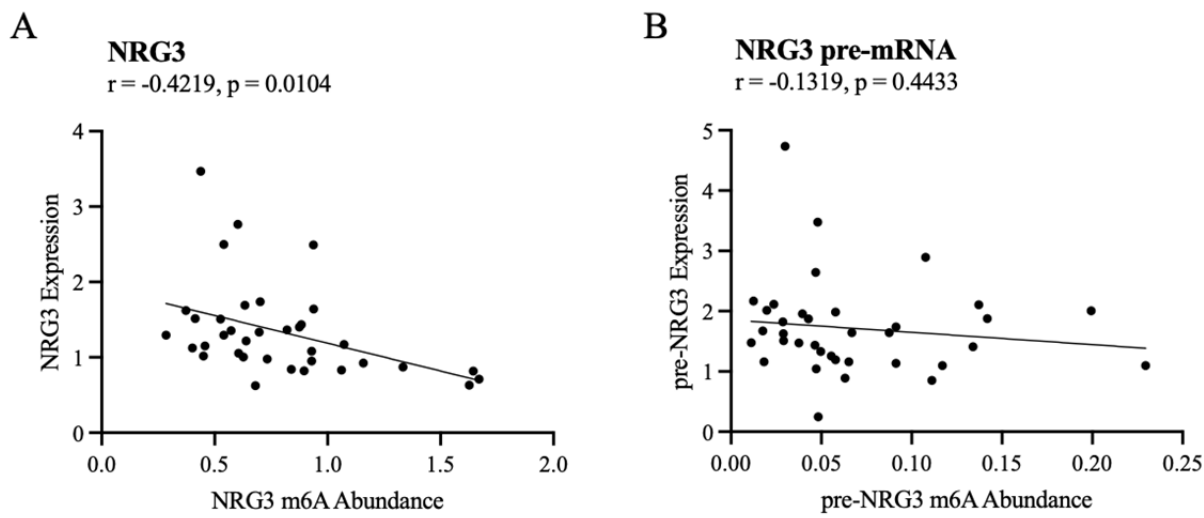 A
NRG3
r = -0.4219, p = 0.0104
4
3
2
1
0
NRG3 Expression
0.0 0.5 1.0 1.5 2.0
NRG3 m6A Abundance
B
NRG3 pre-mRNA
r = -0.1319, p = 0.4433
5
4
3
2
1
0
pre-NRG3 Expression
0.00 0.05 0.10 0.15 0.20 0.25
pre-NRG3 m6A Abundance